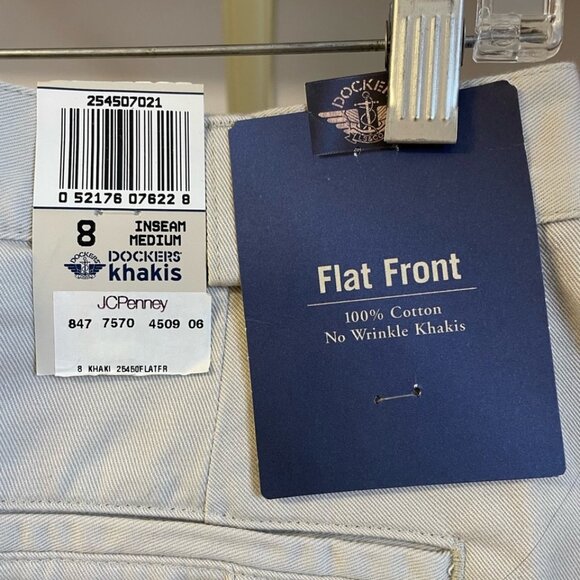 254507021
0 52176 07622 8
8
INSEAM
MEDIUM
DOCKERS®
khakis
DOCKERS
JCPenney
847 7570 4509 06
8 KHAKI 25450FLATFR
DOCKERS
Flat Front
100% Cotton
No Wrinkle Khakis